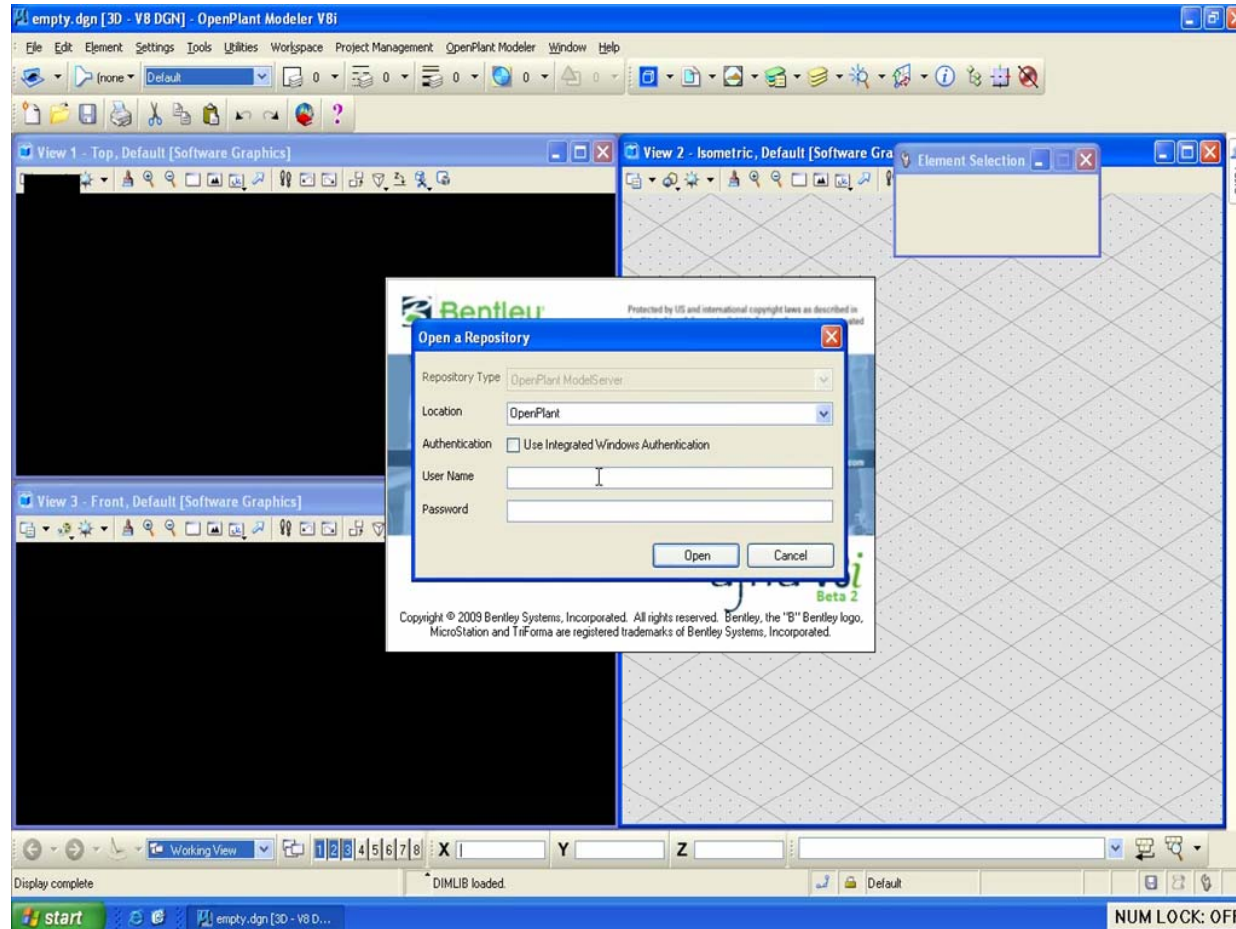 empty.dgn [3D - V8 DGN] - OpenPlant Modeler V8i
File Edit Element Settings Tools Utilities Workspace Project Management OpenPlant Modeler Window Help
(none Default 0 0 0 0 0
View 1 - Top, Default [Software Graphics]
View 2 - Isometric, Default [Software Gra
Element Selection
Bentley
Protected by US and international copyright laws as described in
Open a Repository
Repository Type OpenPlant ModelServer
Location OpenPlant
Authentication Use Integrated Windows Authentication
User Name
Password
Open Cancel
View 3 - Front, Default [Software Graphics]
V8i
Beta 2
Copyright © 2009 Bentley Systems, Incorporated. All rights reserved. Bentley, the "B" Bentley logo,
MicroStation and TriForma are registered trademarks of Bentley Systems, Incorporated.
Working View 1 2 3 4 5 6 7 8 X Y Z
Display complete DIMLIB loaded. Default
start empty.dgn [3D - V8 D... NUM LOCK: OFF